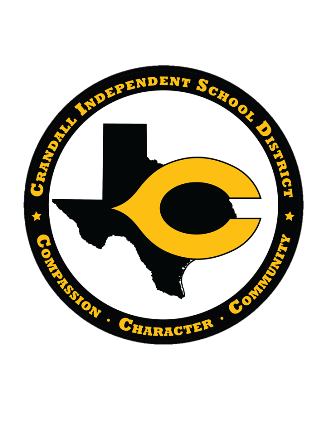 Crandall Independent School District
C
Compassion · Character · Community